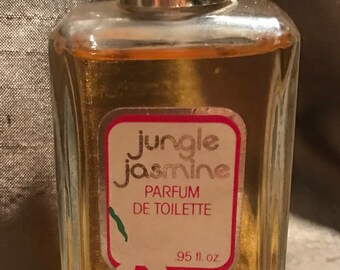 jungle
jasmine
PARFUM
DE TOILETTE
.95 fl. oz.